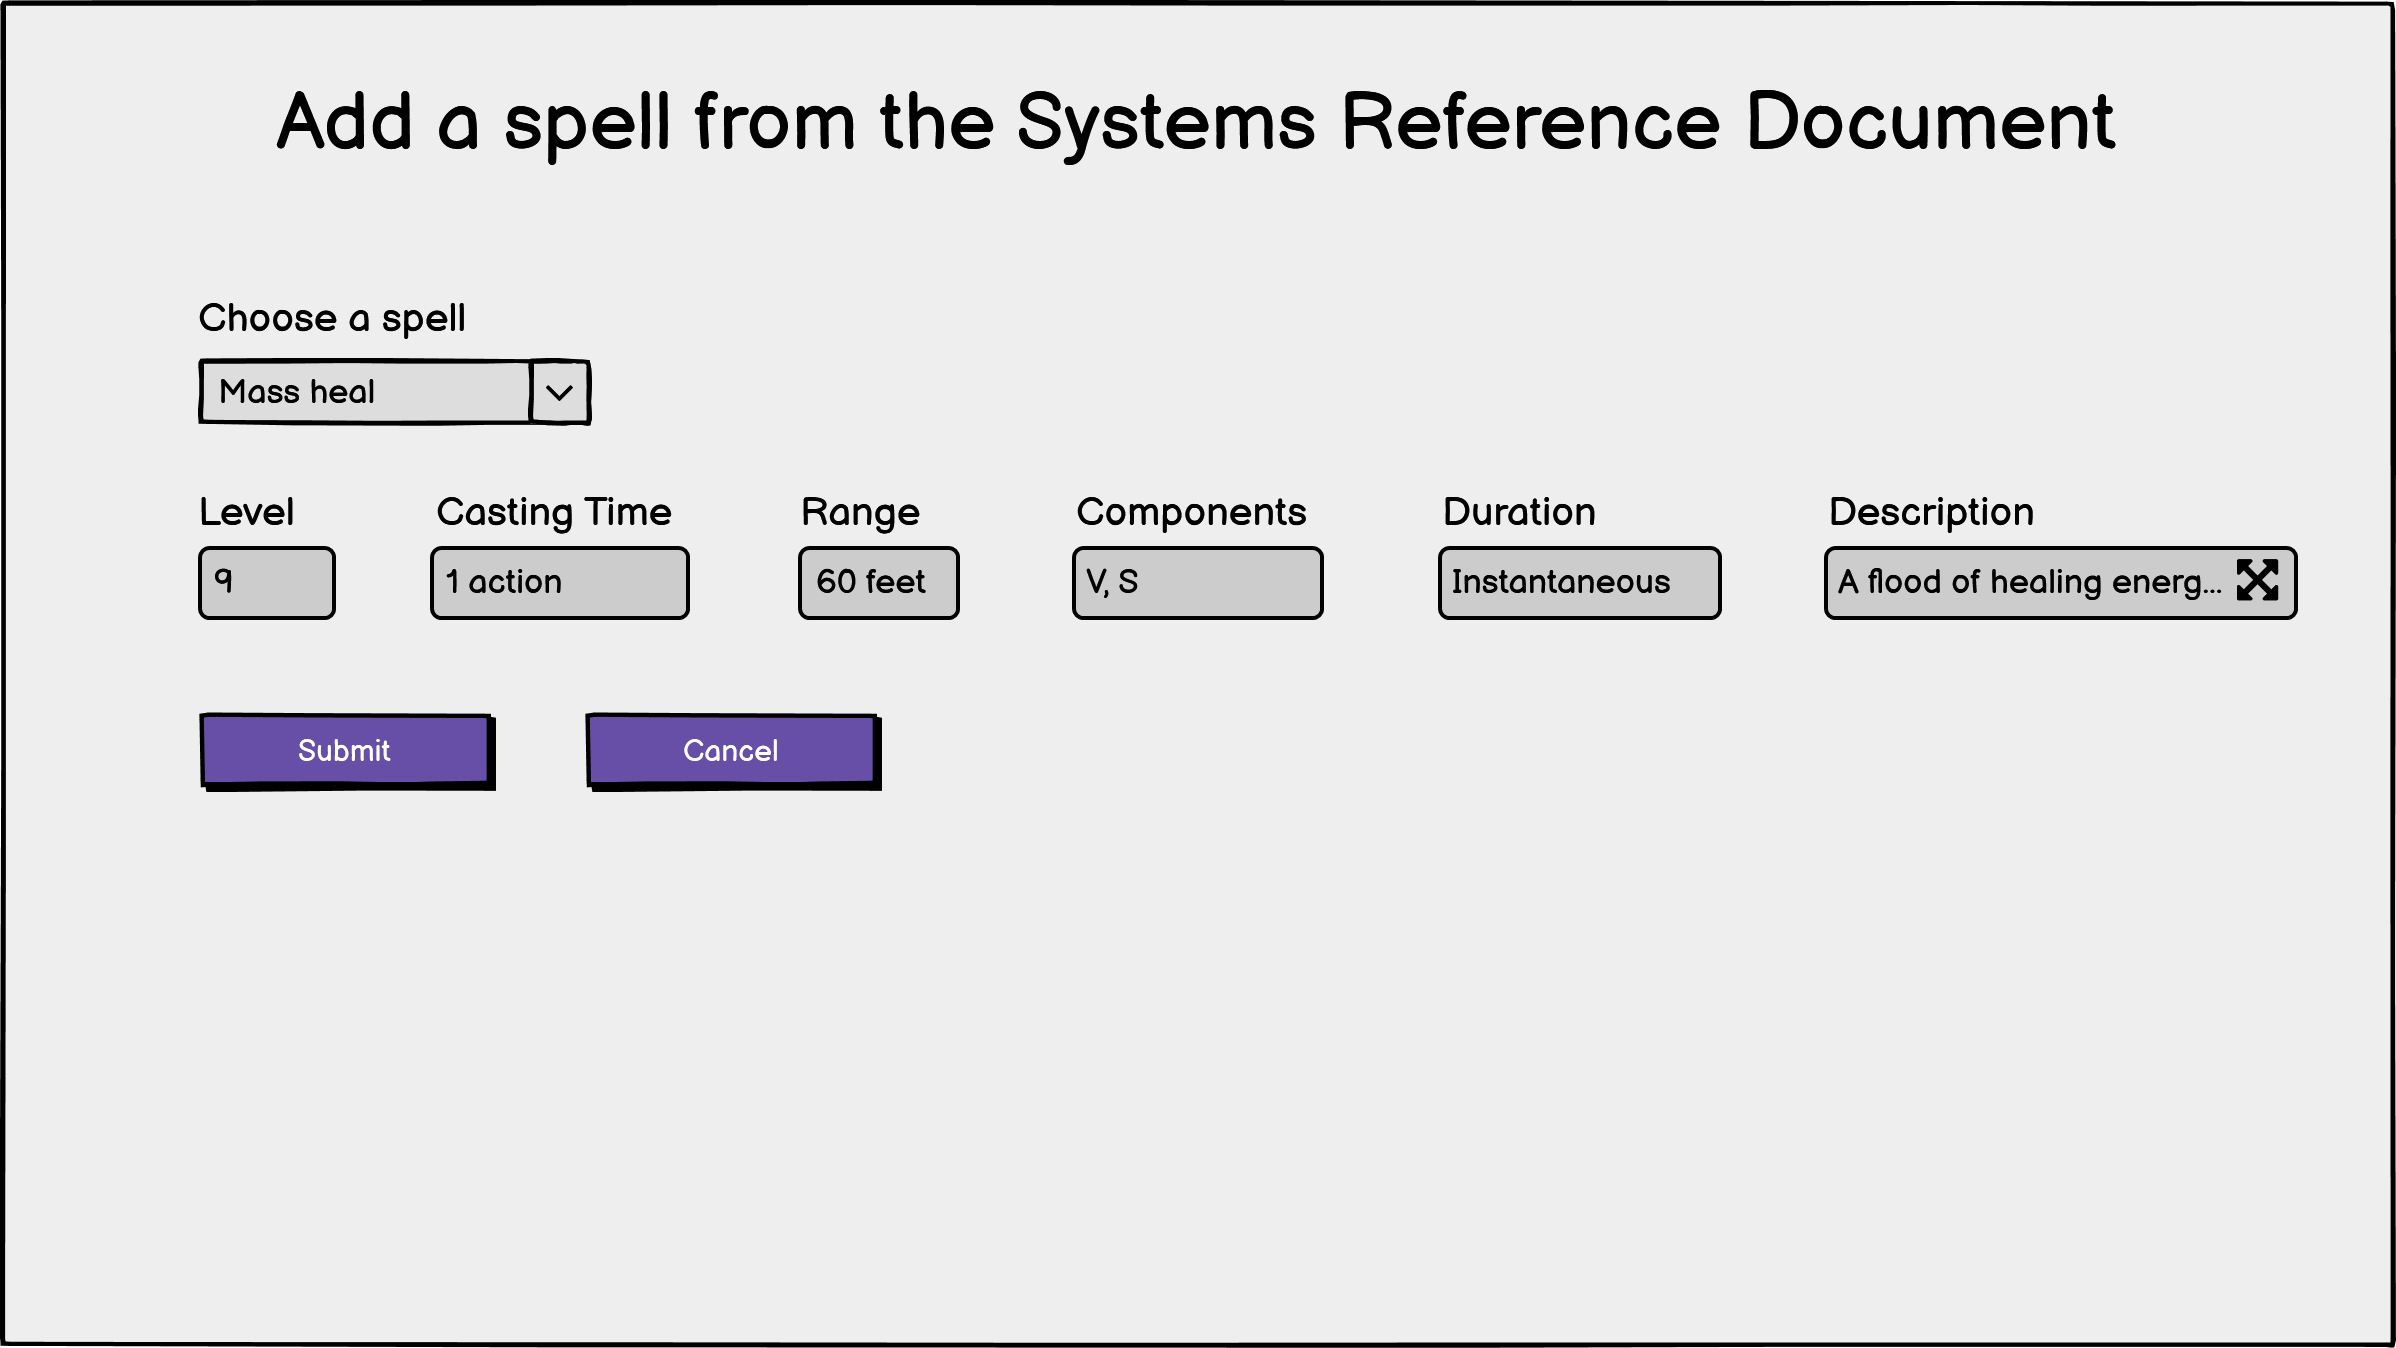 Add a spell from the Systems Reference Document
Choose a spell
Mass heal
Level Casting Time Range Components Duration Description
9 1 action 60 feet V, S Instantaneous A flood of healing energ...
Submit Cancel